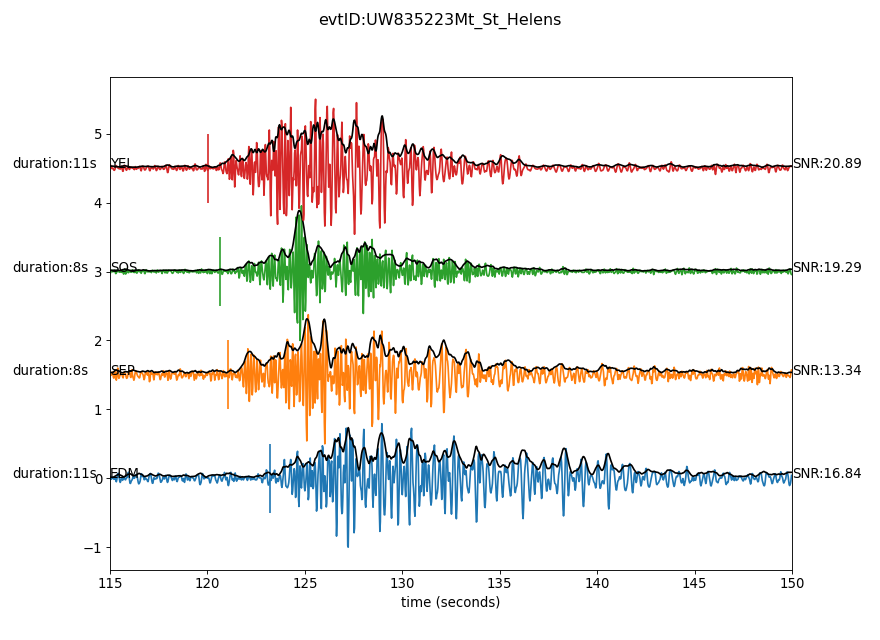 evtID:UW835223Mt_St_Helens
5
duration:11s YEL SNR:20.89
4
duration:8s 3 SOS SNR:19.29
2
duration:8s SEP SNR:13.34
1
duration:11s 0 EDM SNR:16.84
−1
115 120 125 130 135 140 145 150
time (seconds)